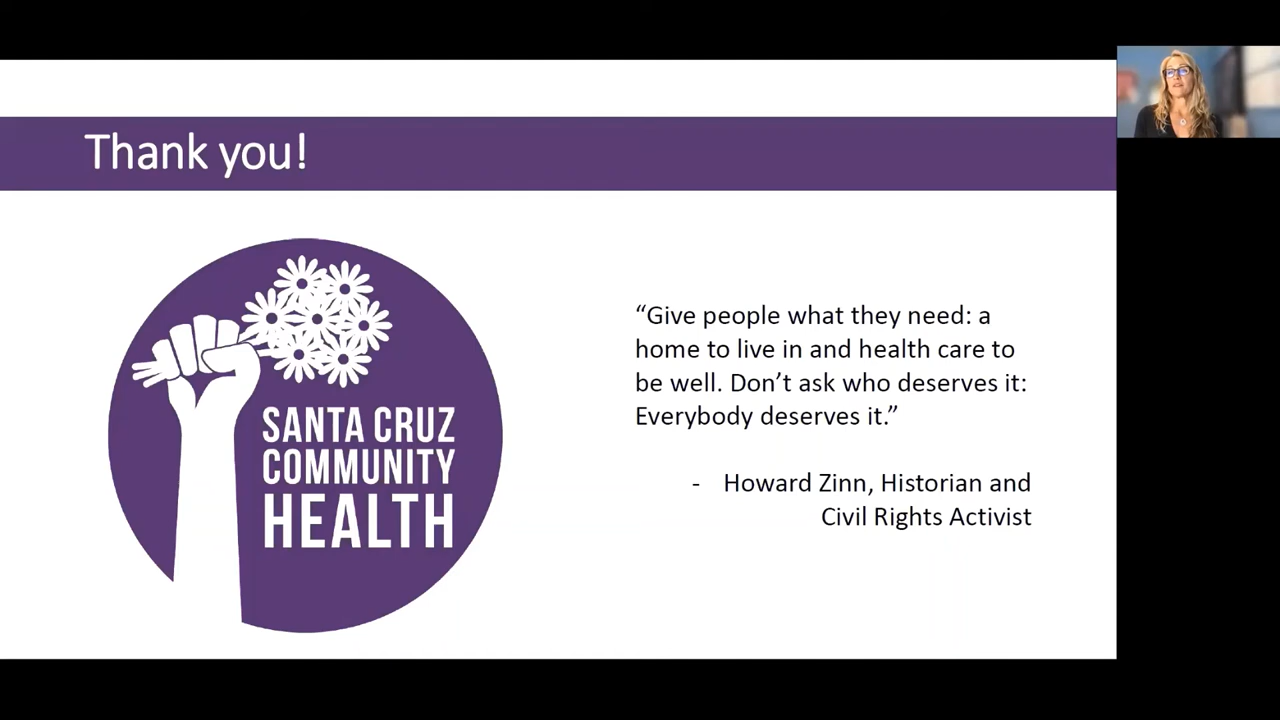 Thank you!
SANTA CRUZ
COMMUNITY
HEALTH
“Give people what they need: a
home to live in and health care to
be well. Don’t ask who deserves it:
Everybody deserves it.”
- Howard Zinn, Historian and
Civil Rights Activist